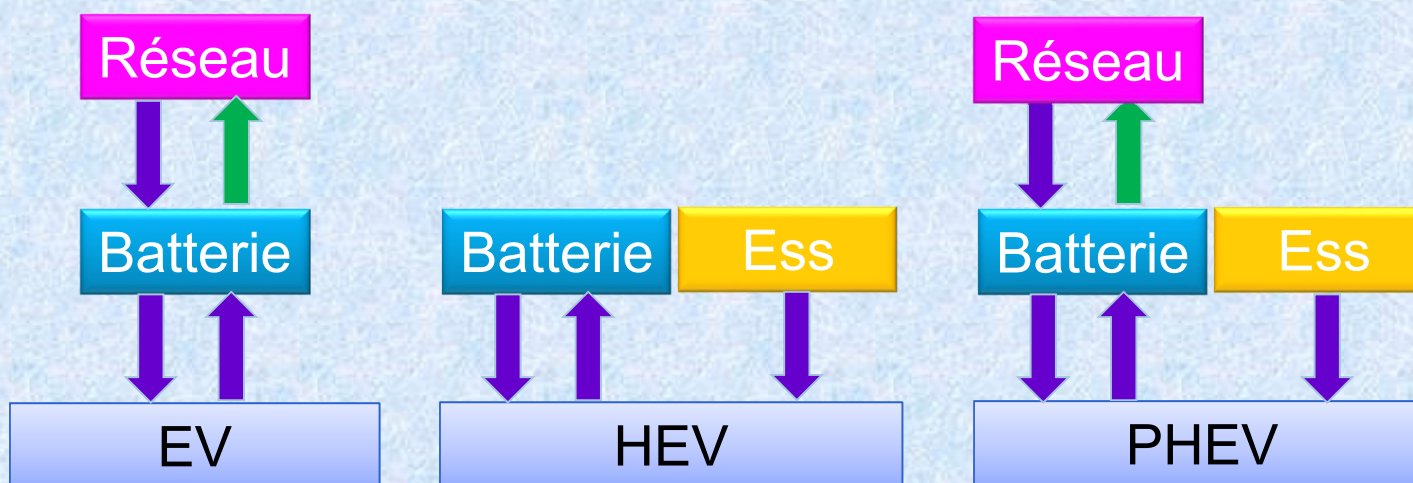 Réseau
Réseau
Batterie
Batterie
Ess
Batterie
Ess
EV
HEV
PHEV